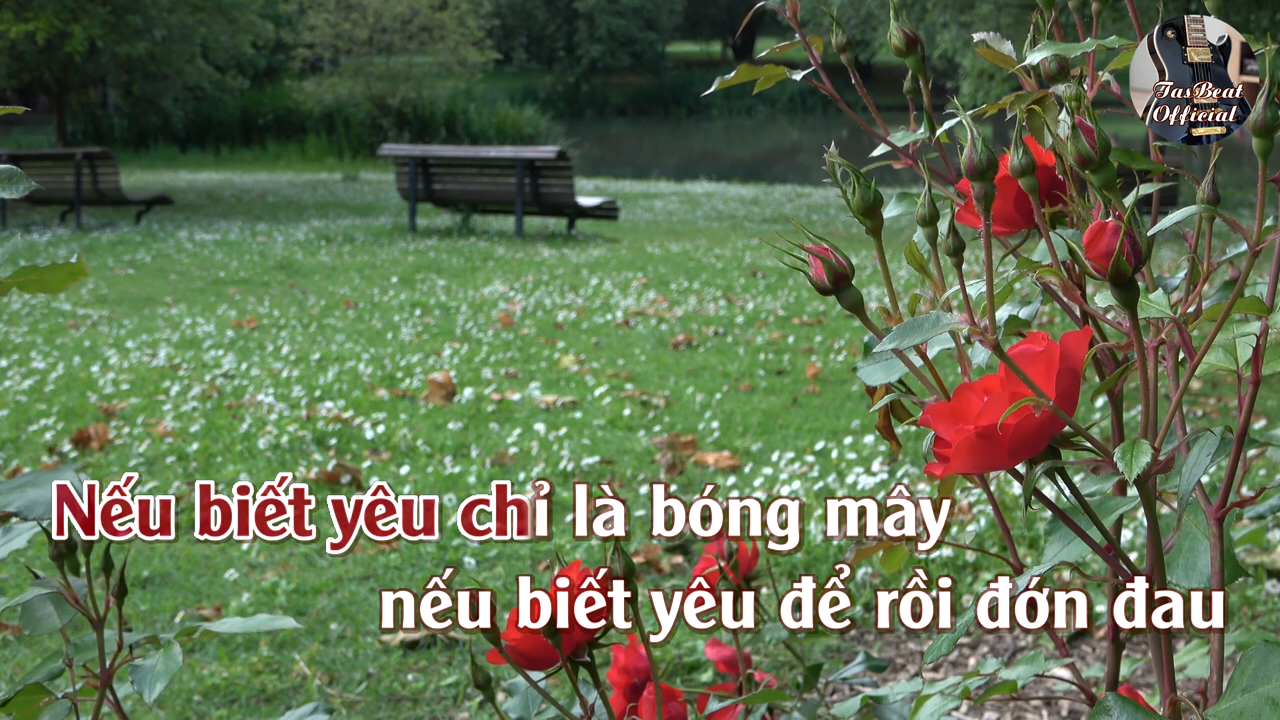 TasBeat
Official
Nếu biết yêu chỉ là bóng mây
nếu biết yêu để rồi đớn đau